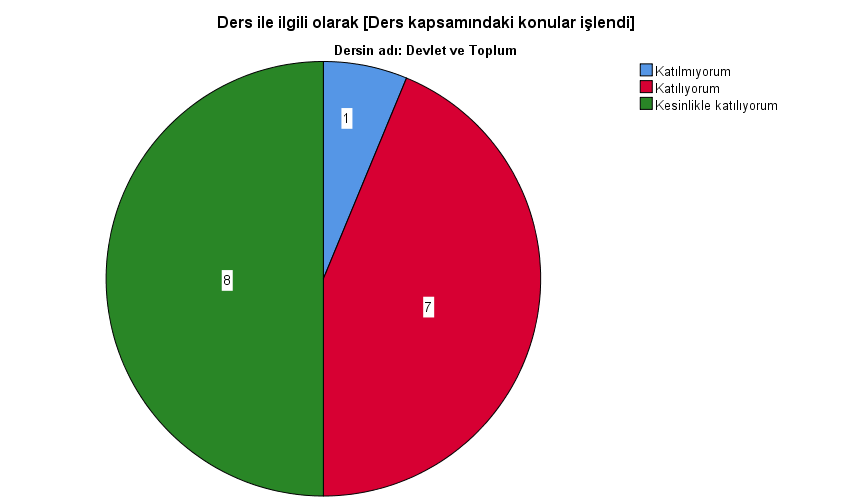 Ders ile ilgili olarak [Ders kapsamındaki konular işlendi]
Dersin adı: Devlet ve Toplum
Katılmıyorum
Katılıyorum
Kesinlikle katılıyorum
1
8
7